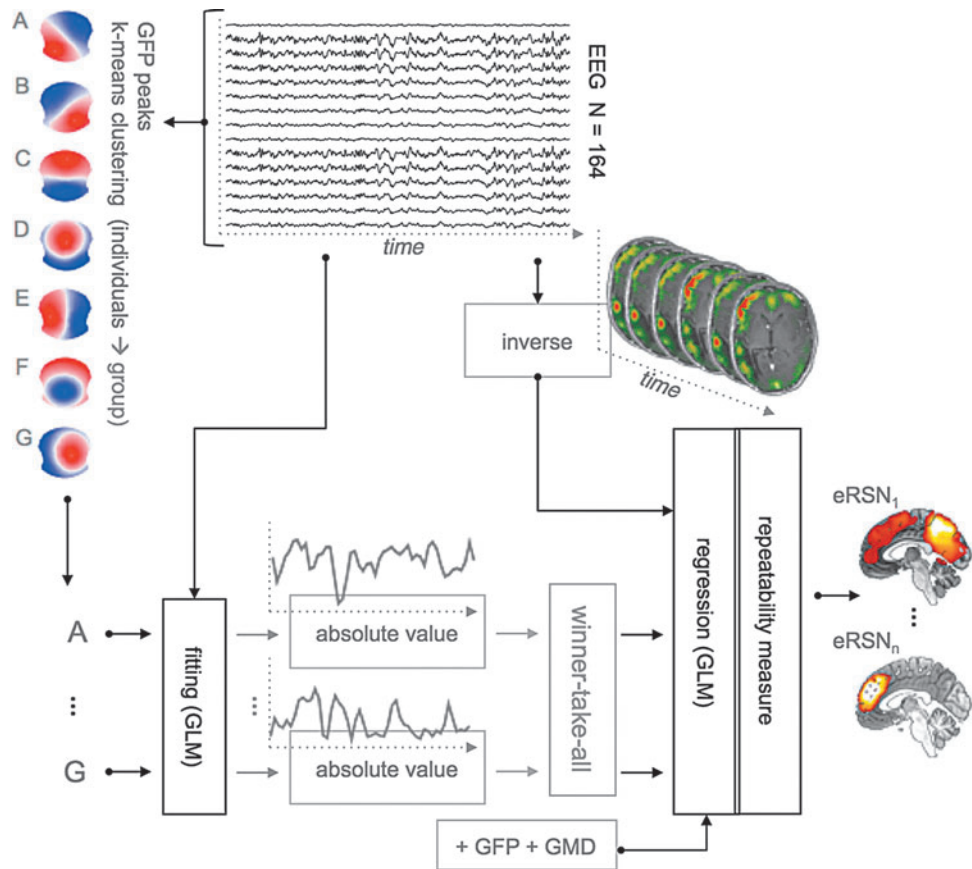 A
B
C
D
E
F
G
GFP peaks
k-means clustering
(individuals → group)
EEG N = 164
time
inverse
time
A
...
G
fitting (GLM)
absolute value
...
absolute value
winner-take-all
+ GFP + GMD
regression (GLM)
repeatability measure
eRSN1
...
eRSNn